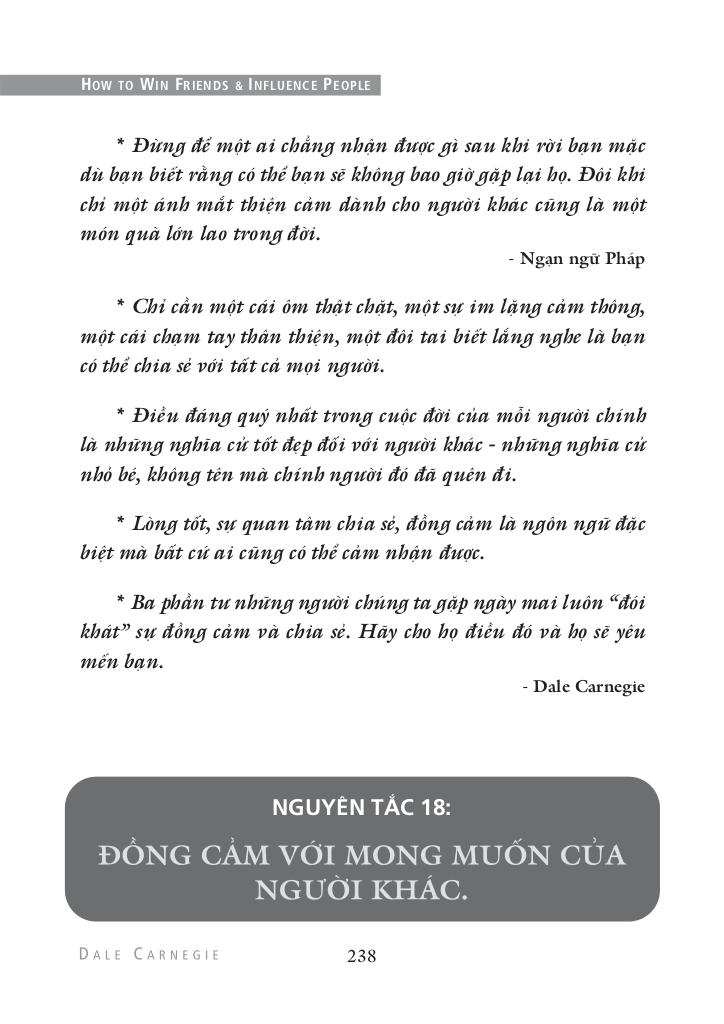 HOW TO WIN FRIENDS & INFLUENCE PEOPLE
* Đừng để một ai chẳng nhận được gì sau khi rời bạn mặc
dù bạn biết rằng có thể bạn sẽ không bao giờ gặp lại họ. Đôi khi
chỉ một ánh mắt thiện cảm dành cho người khác cũng là một
món quà lớn lao trong đời.
- Ngạn ngữ Pháp
* Chỉ cần một cái ôm thật chặt, một sự im lặng cảm thông,
một cái chạm tay thân thiện, một đôi tai biết lắng nghe là bạn
có thể chia sẻ với tất cả mọi người.
* Điều đáng quý nhất trong cuộc đời của mỗi người chính
là những nghĩa cử tốt đẹp đối với người khác - những nghĩa cử
nhỏ bé, không tên mà chính người đó đã quên đi.
* Lòng tốt, sự quan tâm chia sẻ, đồng cảm là ngôn ngữ đặc
biệt mà bất cứ ai cũng có thể cảm nhận được.
* Ba phần tư những người chúng ta gặp ngày mai luôn “đói
khát” sự đồng cảm và chia sẻ. Hãy cho họ điều đó và họ sẽ yêu
mến bạn.
- Dale Carnegie
NGUYÊN TẮC 18:
ĐỒNG CẢM VỚI MONG MUỐN CỦA
NGƯỜI KHÁC.
DALE CARNEGIE 238